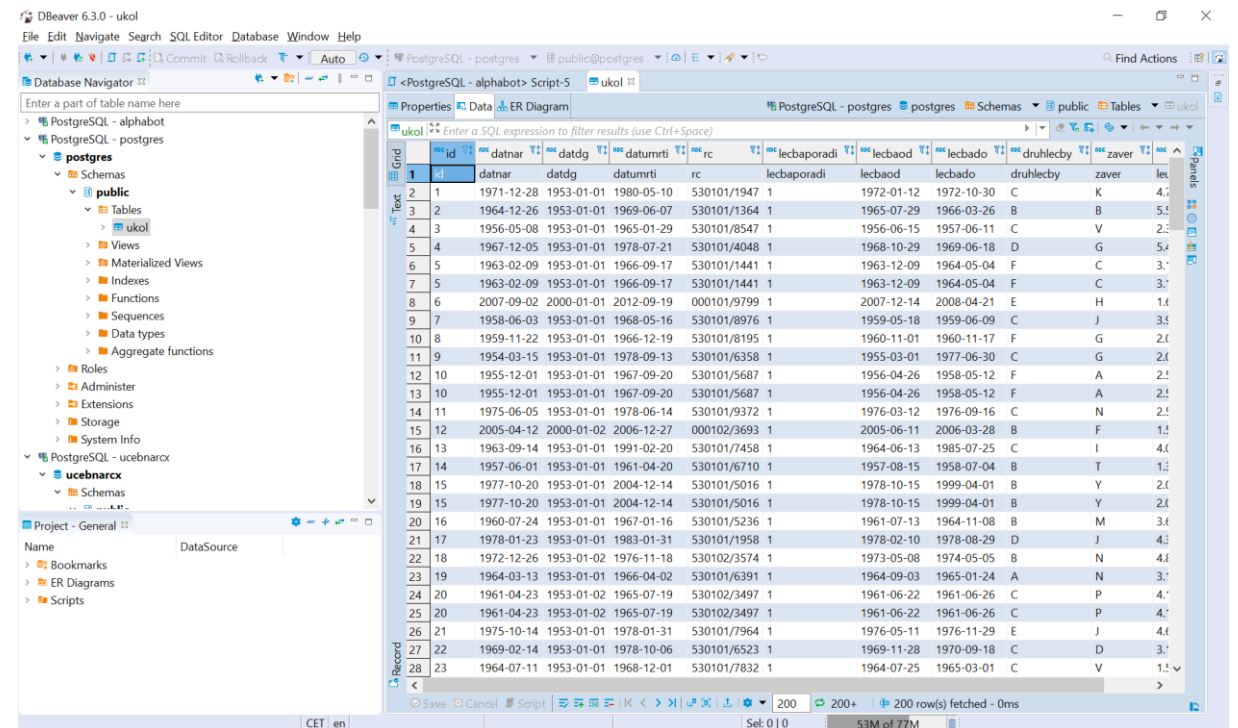 DBeaver 6.3.0 - ukol
File Edit Navigate Search SQL Editor Database Window Help
Commit Rollback Auto PostgreSQL - postgres public@postgres Find Actions
Database Navigator
Enter a part of table name here
PostgreSQL - alphabot
PostgreSQL - postgres
postgres
Schemas
public
Tables
ukol
Views
Materialized Views
Indexes
Functions
Sequences
Data types
Aggregate functions
Roles
Administer
Extensions
Storage
System Info
PostgreSQL - ucebnarcx
ucebnarcx
Schemas
Project - General
Name DataSource
Bookmarks
ER Diagrams
Scripts
<PostgreSQL - alphabot> Script-5 ukol
Properties Data ER Diagram PostgreSQL - postgres postgres Schemas public Tables ukol
ukol Enter a SQL expression to filter results (use Ctrl+Space)
Grid
Text
Record
Panels
id datnar datdg datumrti rc lecbaporadi lecbaod lecbado druhlecby zaver
1 id datnar datdg datumrti rc lecbaporadi lecbaod lecbado druhlecby zaver
2 1 1971-12-28 1953-01-01 1980-05-10 530101/1947 1 1972-01-12 1972-10-30 C K
3 2 1964-12-26 1953-01-01 1969-06-07 530101/1364 1 1965-07-29 1966-03-26 B B
4 3 1956-05-08 1953-01-01 1965-01-29 530101/8547 1 1956-06-15 1957-06-11 C V
5 4 1967-12-05 1953-01-01 1978-07-21 530101/4048 1 1968-10-29 1969-06-18 D G
6 5 1963-02-09 1953-01-01 1966-09-17 530101/1441 1 1963-12-09 1964-05-04 F C
7 5 1963-02-09 1953-01-01 1966-09-17 530101/1441 1 1963-12-09 1964-05-04 F C
8 6 2007-09-02 2000-01-01 2012-09-19 000101/9799 1 2007-12-14 2008-04-21 E H
9 7 1958-06-03 1953-01-01 1968-05-16 530101/8976 1 1959-05-18 1959-06-09 C J
10 8 1959-11-22 1953-01-01 1966-12-19 530101/8195 1 1960-11-01 1960-11-17 F G
11 9 1954-03-15 1953-01-01 1978-09-13 530101/6358 1 1955-03-01 1977-06-30 C G
12 10 1955-12-01 1953-01-01 1967-09-20 530101/5687 1 1956-04-26 1958-05-12 F A
13 10 1955-12-01 1953-01-01 1967-09-20 530101/5687 1 1956-04-26 1958-05-12 F A
14 11 1975-06-05 1953-01-01 1978-06-14 530101/9372 1 1976-03-12 1976-09-16 C N
15 12 2005-04-12 2000-01-02 2006-12-27 000102/3693 1 2005-06-11 2006-03-28 B F
16 13 1963-09-14 1953-01-01 1991-02-20 530101/7458 1 1964-06-13 1985-07-25 C I
17 14 1957-06-01 1953-01-01 1961-04-20 530101/6710 1 1957-08-15 1958-07-04 B T
18 15 1977-10-20 1953-01-01 2004-12-14 530101/5016 1 1978-10-15 1999-04-01 B Y
19 15 1977-10-20 1953-01-01 2004-12-14 530101/5016 1 1978-10-15 1999-04-01 B Y
20 16 1960-07-24 1953-01-01 1967-01-16 530101/5236 1 1961-07-13 1964-11-08 B M
21 17 1978-01-23 1953-01-01 1983-01-31 530101/1958 1 1978-02-10 1978-08-29 D J
22 18 1972-12-26 1953-01-02 1976-11-18 530102/3574 1 1973-05-08 1974-05-05 B N
23 19 1964-03-13 1953-01-01 1966-04-02 530101/6391 1 1964-09-03 1965-01-24 A N
24 20 1961-04-23 1953-01-02 1965-07-19 530102/3497 1 1961-06-22 1961-06-26 C P
25 20 1961-04-23 1953-01-02 1965-07-19 530102/3497 1 1961-06-22 1961-06-26 C P
26 21 1975-10-14 1953-01-01 1978-01-31 530101/7964 1 1976-05-11 1976-11-29 E J
27 22 1969-02-14 1953-01-01 1978-10-06 530101/6523 1 1969-11-28 1970-09-18 C D
28 23 1964-07-11 1953-01-01 1968-12-01 530101/7832 1 1964-07-25 1965-03-01 C V
Save Cancel Script 200 200+ 200 row(s) fetched - 0ms
CET en Sel: 0 | 0 53M of 77M